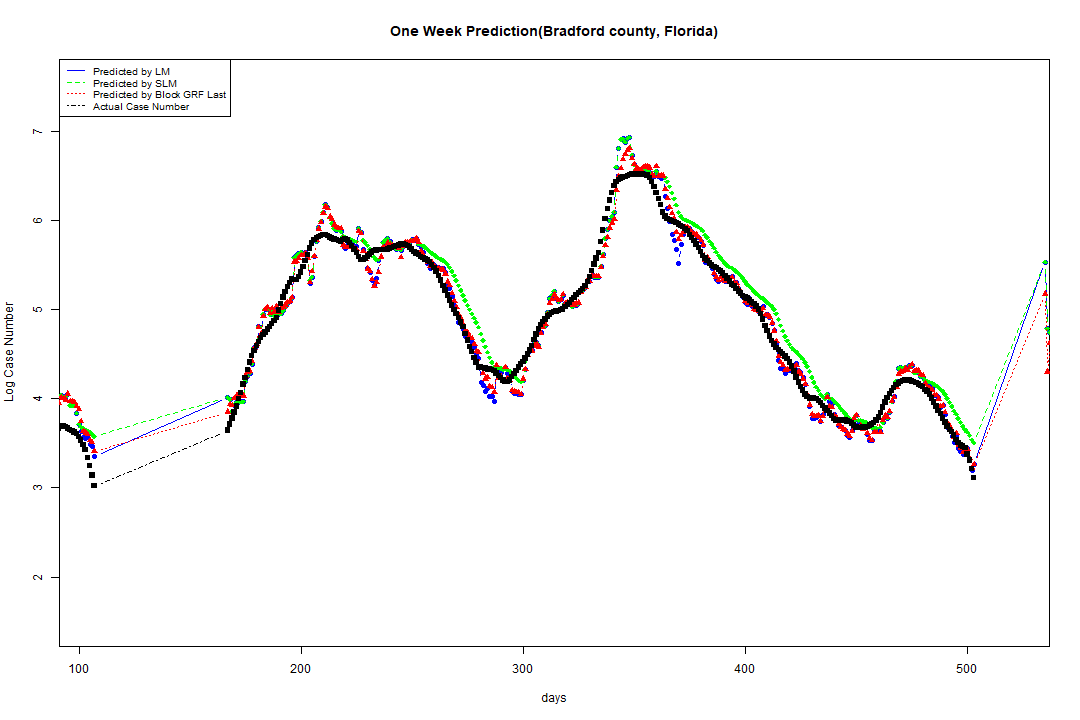 One Week Prediction(Bradford county, Florida)
Predicted by LM
Predicted by SLM
Predicted by Block GRF Last
Actual Case Number
7
6
5
4
3
2
Log Case Number
100 200 300 400 500
days